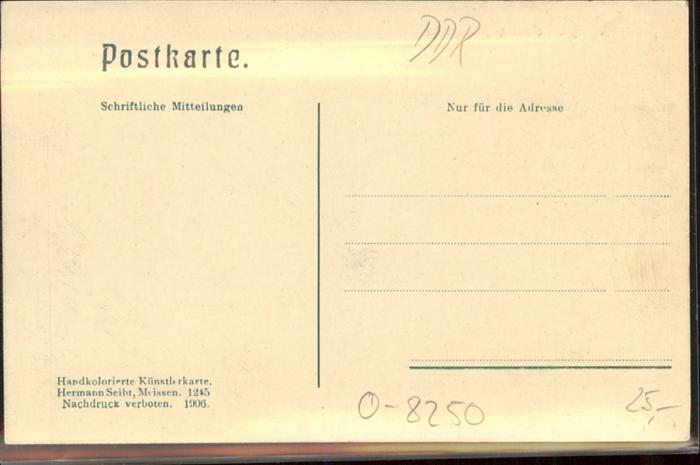 DDR
Postkarte.
Schriftliche Mitteilungen
Nur für die Adresse
Handkolorierte Künstlerkarte.
Hermann Seibt, Meissen. 1245
Nachdruck verboten. 1906.
O-8250
25,-